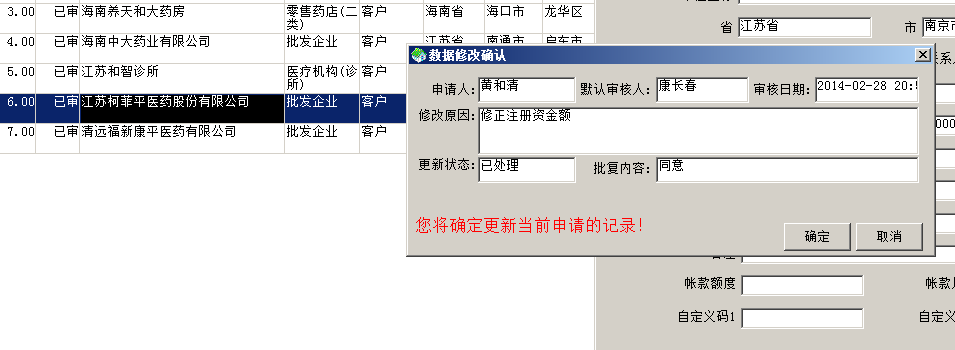 3.00 已审 海南养天和大药房 零售药店(二类) 客户 海南省 海口市 龙华区
4.00 已审 海南中大药业有限公司 批发企业 客户 江苏省 南通市 启东市
5.00 已审 江苏和智诊所 医疗机构(诊所) 客户
6.00 已审 江苏柯菲平医药股份有限公司 批发企业 客户
7.00 已审 清远福新康平医药有限公司 批发企业 客户
省 江苏省 市 南京市
数据修改确认
申请人: 黄和清 默认审核人: 康长春 审核日期: 2014-02-28 20:
修改原因: 修正注册资金额
更新状态: 已处理 批复内容: 同意
您将确定更新当前申请的记录!
确定 取消
帐款额度 帐款
自定义码1 自定义